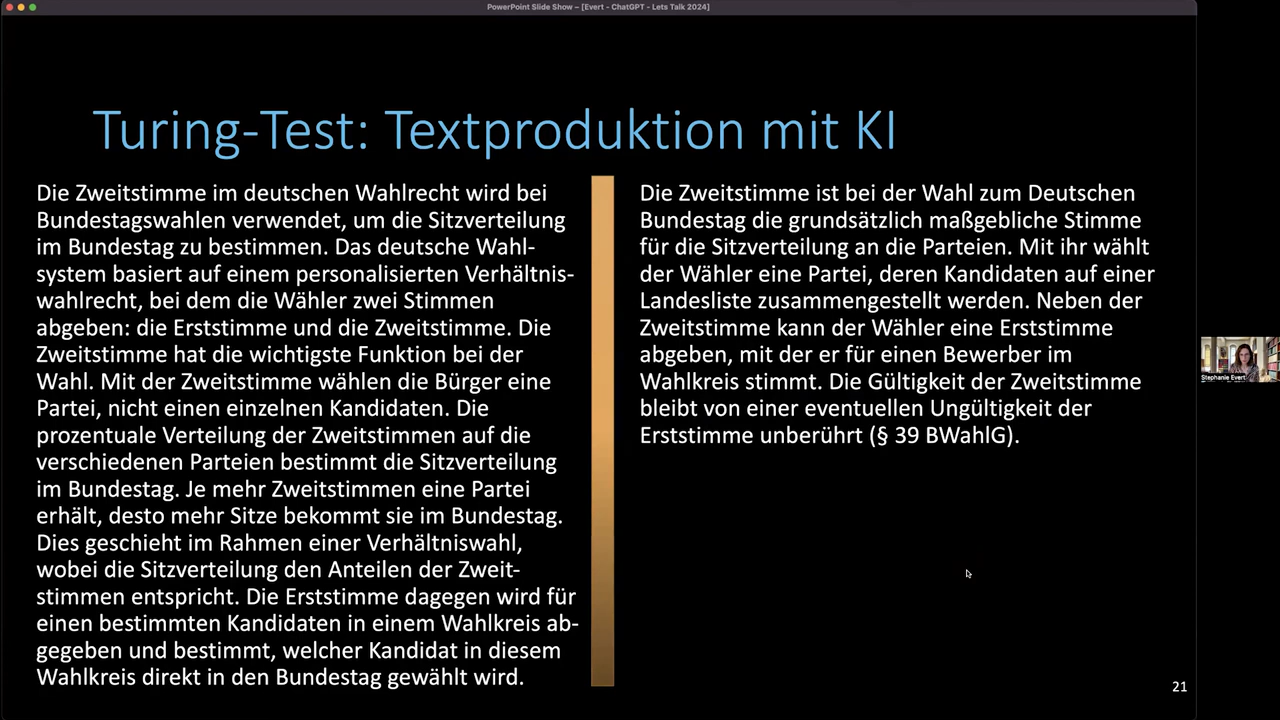 PowerPoint Slide Show – [Evert - ChatGPT - Lets Talk 2024]
Turing-Test: Textproduktion mit KI
Die Zweitstimme im deutschen Wahlrecht wird bei
Bundestagswahlen verwendet, um die Sitzverteilung
im Bundestag zu bestimmen. Das deutsche Wahl-
system basiert auf einem personalisierten Verhältnis-
wahlrecht, bei dem die Wähler zwei Stimmen
abgeben: die Erststimme und die Zweitstimme. Die
Zweitstimme hat die wichtigste Funktion bei der
Wahl. Mit der Zweitstimme wählen die Bürger eine
Partei, nicht einen einzelnen Kandidaten. Die
prozentuale Verteilung der Zweitstimmen auf die
verschiedenen Parteien bestimmt die Sitzverteilung
im Bundestag. Je mehr Zweitstimmen eine Partei
erhält, desto mehr Sitze bekommt sie im Bundestag.
Dies geschieht im Rahmen einer Verhältniswahl,
wobei die Sitzverteilung den Anteilen der Zweit-
stimmen entspricht. Die Erststimme dagegen wird für
einen bestimmten Kandidaten in einem Wahlkreis ab-
gegeben und bestimmt, welcher Kandidat in diesem
Wahlkreis direkt in den Bundestag gewählt wird.
Die Zweitstimme ist bei der Wahl zum Deutschen
Bundestag die grundsätzlich maßgebliche Stimme
für die Sitzverteilung an die Parteien. Mit ihr wählt
der Wähler eine Partei, deren Kandidaten auf einer
Landesliste zusammengestellt werden. Neben der
Zweitstimme kann der Wähler eine Erststimme
abgeben, mit der er für einen Bewerber im
Wahlkreis stimmt. Die Gültigkeit der Zweitstimme
bleibt von einer eventuellen Ungültigkeit der
Erststimme unberührt (§ 39 BWahlG).
Stephanie Evert
21